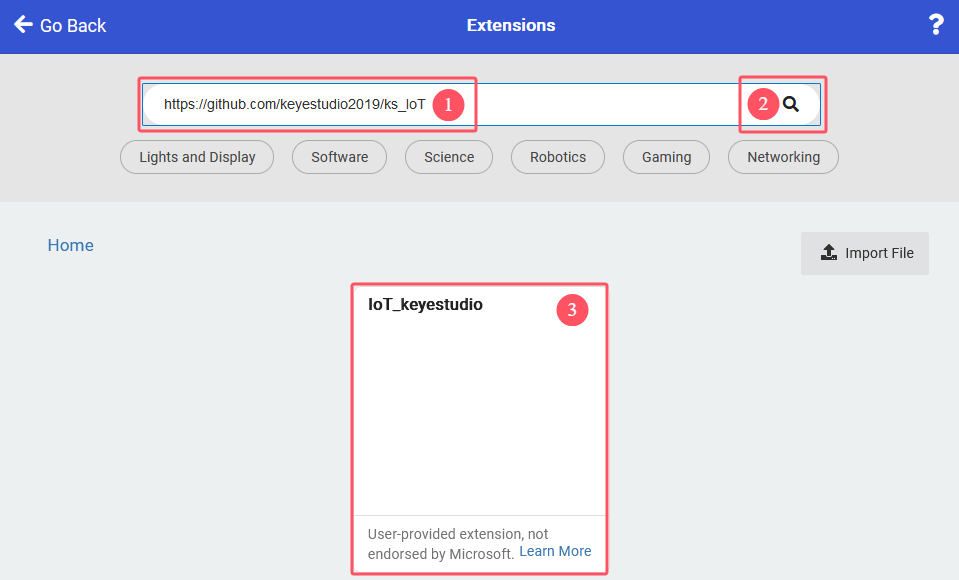 Go Back
Extensions
?
https://github.com/keyestudio2019/ks_IoT
1
2
Lights and Display
Software
Science
Robotics
Gaming
Networking
Home
Import File
IoT_keyestudio
3
User-provided extension, not
endorsed by Microsoft. Learn More